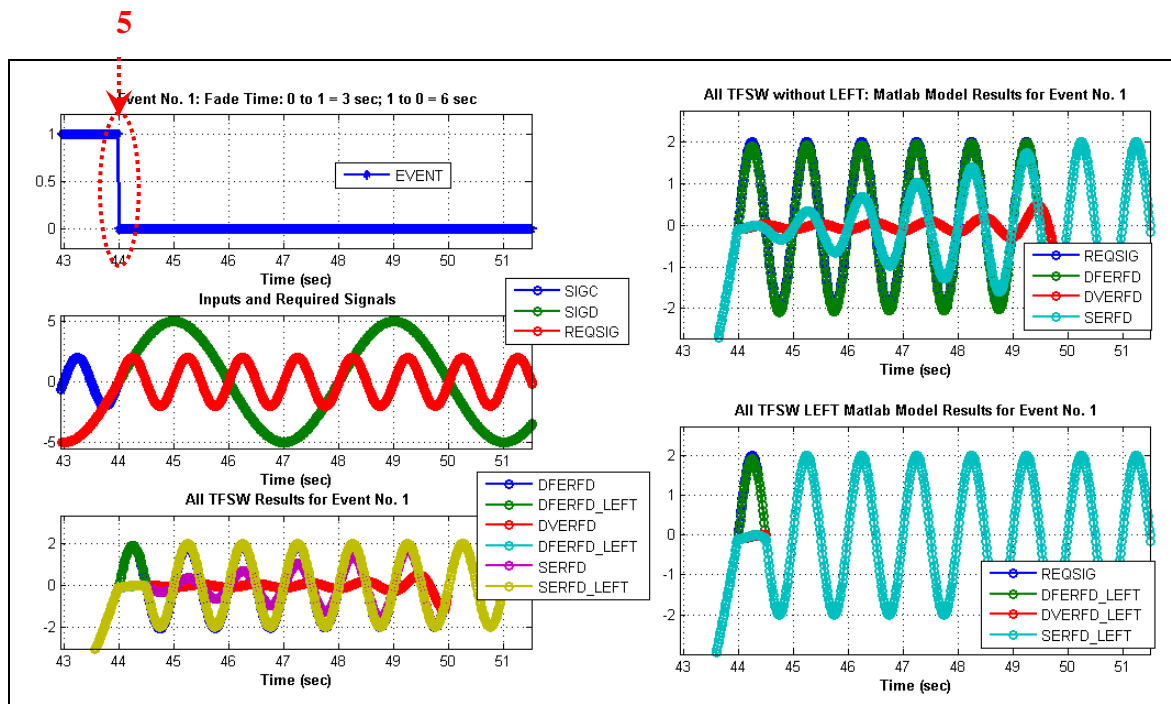 5
Event No. 1: Fade Time: 0 to 1 = 3 sec; 1 to 0 = 6 sec
1
0.5
0
EVENT
43 44 45 46 47 48 49 50 51
Time (sec)
Inputs and Required Signals
5
0
-5
SIGC
SIGD
REQSIG
43 44 45 46 47 48 49 50 51
Time (sec)
All TFSW Results for Event No. 1
2
0
-2
DFERFD
DFERFD_LEFT
DVERFD
DFERFD_LEFT
SERFD
SERFD_LEFT
43 44 45 46 47 48 49 50 51
Time (sec)
All TFSW without LEFT: Matlab Model Results for Event No. 1
2
1
0
-1
-2
REQSIG
DFERFD
DVERFD
SERFD
43 44 45 46 47 48 49 50 51
Time (sec)
All TFSW LEFT Matlab Model Results for Event No. 1
2
1
0
-1
-2
REQSIG
DFERFD_LEFT
DVERFD_LEFT
SERFD_LEFT
43 44 45 46 47 48 49 50 51
Time (sec)